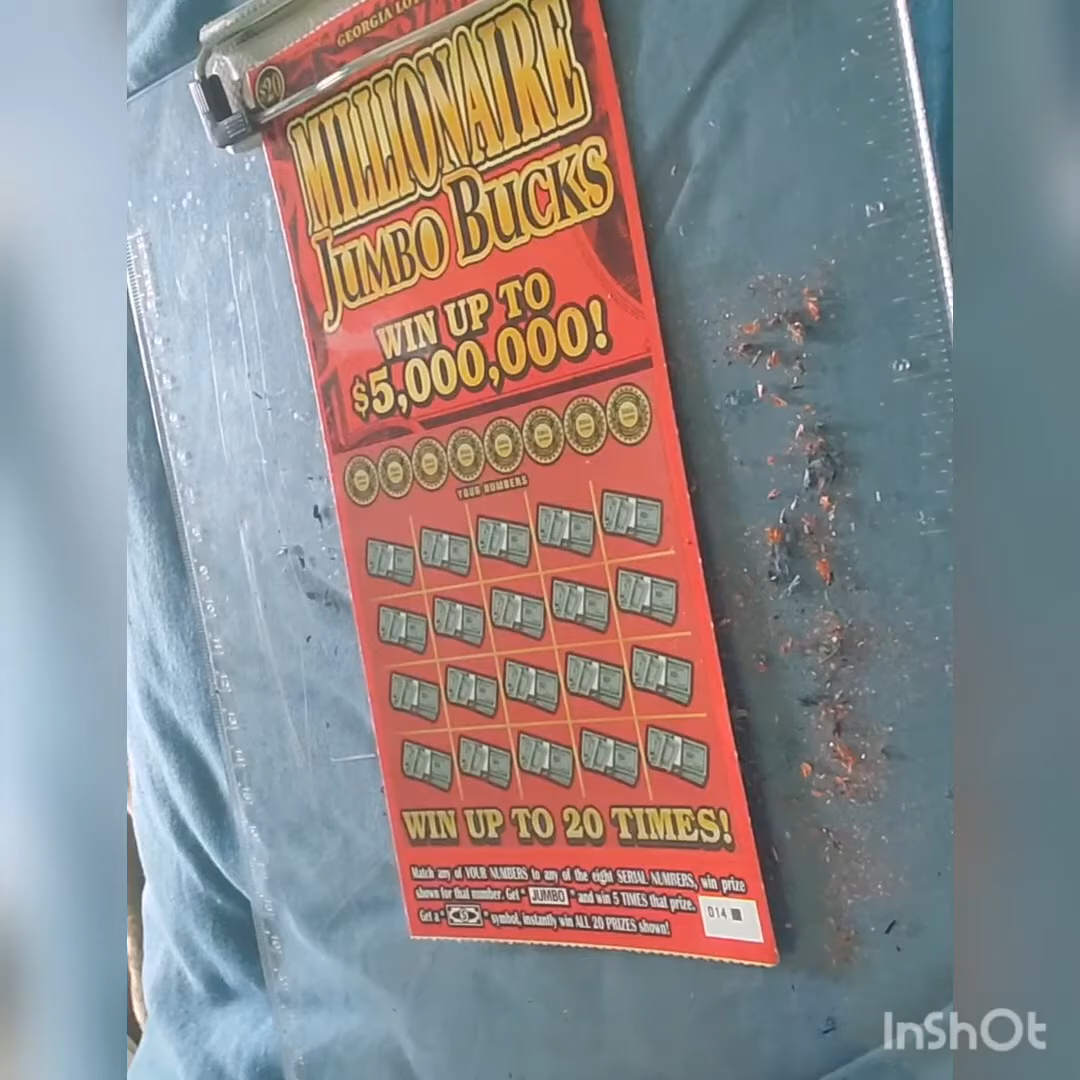 GEORGIA
$20
MILLIONAIRE
JUMBO BUCKS
WIN UP TO
$5,000,000!
YOUR NUMBERS
WIN UP TO 20 TIMES!
Match any of YOUR NUMBERS to any of the eight SERIAL NUMBERS, win prize
shown for that number. Get "JUMBO" and win 5 TIMES that prize.
Get a " " symbol, instantly win ALL 20 PRIZES shown!
014
InShOt